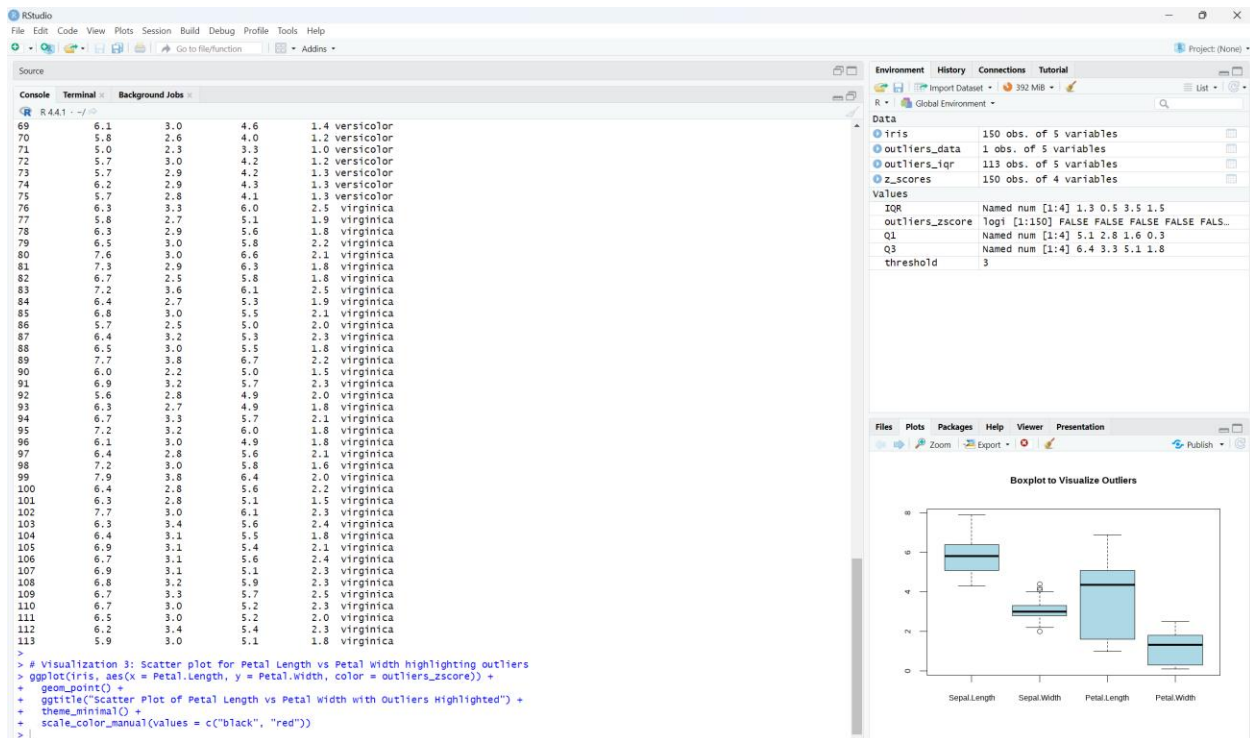 RStudio
File Edit Code View Plots Session Build Debug Profile Tools Help
Go to file/function Addins Project: (None)
Source
Console Terminal Background Jobs
R 4.4.1 · ~/
69 6.1 3.0 4.6 1.4 versicolor
70 5.8 2.6 4.0 1.2 versicolor
71 5.0 2.3 3.3 1.0 versicolor
72 5.7 3.0 4.2 1.2 versicolor
73 5.7 2.9 4.2 1.3 versicolor
74 6.2 2.9 4.3 1.3 versicolor
75 5.7 2.8 4.1 1.3 versicolor
76 6.3 3.3 6.0 2.5 virginica
77 5.8 2.7 5.1 1.9 virginica
78 6.3 2.9 5.6 1.8 virginica
79 6.5 3.0 5.8 2.2 virginica
80 7.6 3.0 6.6 2.1 virginica
81 7.3 2.9 6.3 1.8 virginica
82 6.7 2.5 5.8 1.8 virginica
83 7.2 3.6 6.1 2.5 virginica
84 6.4 2.7 5.3 1.9 virginica
85 6.8 3.0 5.5 2.1 virginica
86 5.7 2.5 5.0 2.0 virginica
87 6.4 3.2 5.3 2.3 virginica
88 6.5 3.0 5.5 1.8 virginica
89 7.7 3.8 6.7 2.2 virginica
90 6.0 2.2 5.0 1.5 virginica
91 6.9 3.2 5.7 2.3 virginica
92 5.6 2.8 4.9 2.0 virginica
93 6.3 2.7 4.9 1.8 virginica
94 6.7 3.3 5.7 2.1 virginica
95 7.2 3.2 6.0 1.8 virginica
96 6.1 3.0 4.9 1.8 virginica
97 6.4 2.8 5.6 2.1 virginica
98 7.2 3.0 5.8 1.6 virginica
99 7.9 3.8 6.4 2.0 virginica
100 6.4 2.8 5.6 2.2 virginica
101 6.3 2.8 5.1 1.5 virginica
102 7.7 3.0 6.1 2.3 virginica
103 6.3 3.4 5.6 2.4 virginica
104 6.4 3.1 5.5 1.8 virginica
105 6.9 3.1 5.4 2.1 virginica
106 6.7 3.1 5.6 2.4 virginica
107 6.9 3.1 5.1 2.3 virginica
108 6.8 3.2 5.9 2.3 virginica
109 6.7 3.3 5.7 2.5 virginica
110 6.7 3.0 5.2 2.3 virginica
111 6.5 3.0 5.2 2.0 virginica
112 6.2 3.4 5.4 2.3 virginica
113 5.9 3.0 5.1 1.8 virginica
>
> # Visualization 3: Scatter plot for Petal Length vs Petal Width highlighting outliers
> ggplot(iris, aes(x = Petal.Length, y = Petal.Width, color = outliers_zscore)) +
+ geom_point() +
+ ggtitle("Scatter Plot of Petal Length vs Petal Width with Outliers Highlighted") +
+ theme_minimal() +
+ scale_color_manual(values = c("black", "red"))
>
Environment History Connections Tutorial
Import Dataset 392 MiB List
R Global Environment
Data
iris 150 obs. of 5 variables
outliers_data 1 obs. of 5 variables
outliers_iqr 113 obs. of 5 variables
z_scores 150 obs. of 4 variables
Values
IQR Named num [1:4] 1.3 0.5 3.5 1.5
outliers_zscore logi [1:150] FALSE FALSE FALSE FALSE FALS…
Q1 Named num [1:4] 5.1 2.8 1.6 0.3
Q3 Named num [1:4] 6.4 3.3 5.1 1.8
threshold 3
Files Plots Packages Help Viewer Presentation
Zoom Export Publish
Boxplot to Visualize Outliers
8
6
4
2
0
Sepal.Length Sepal.Width Petal.Length Petal.Width